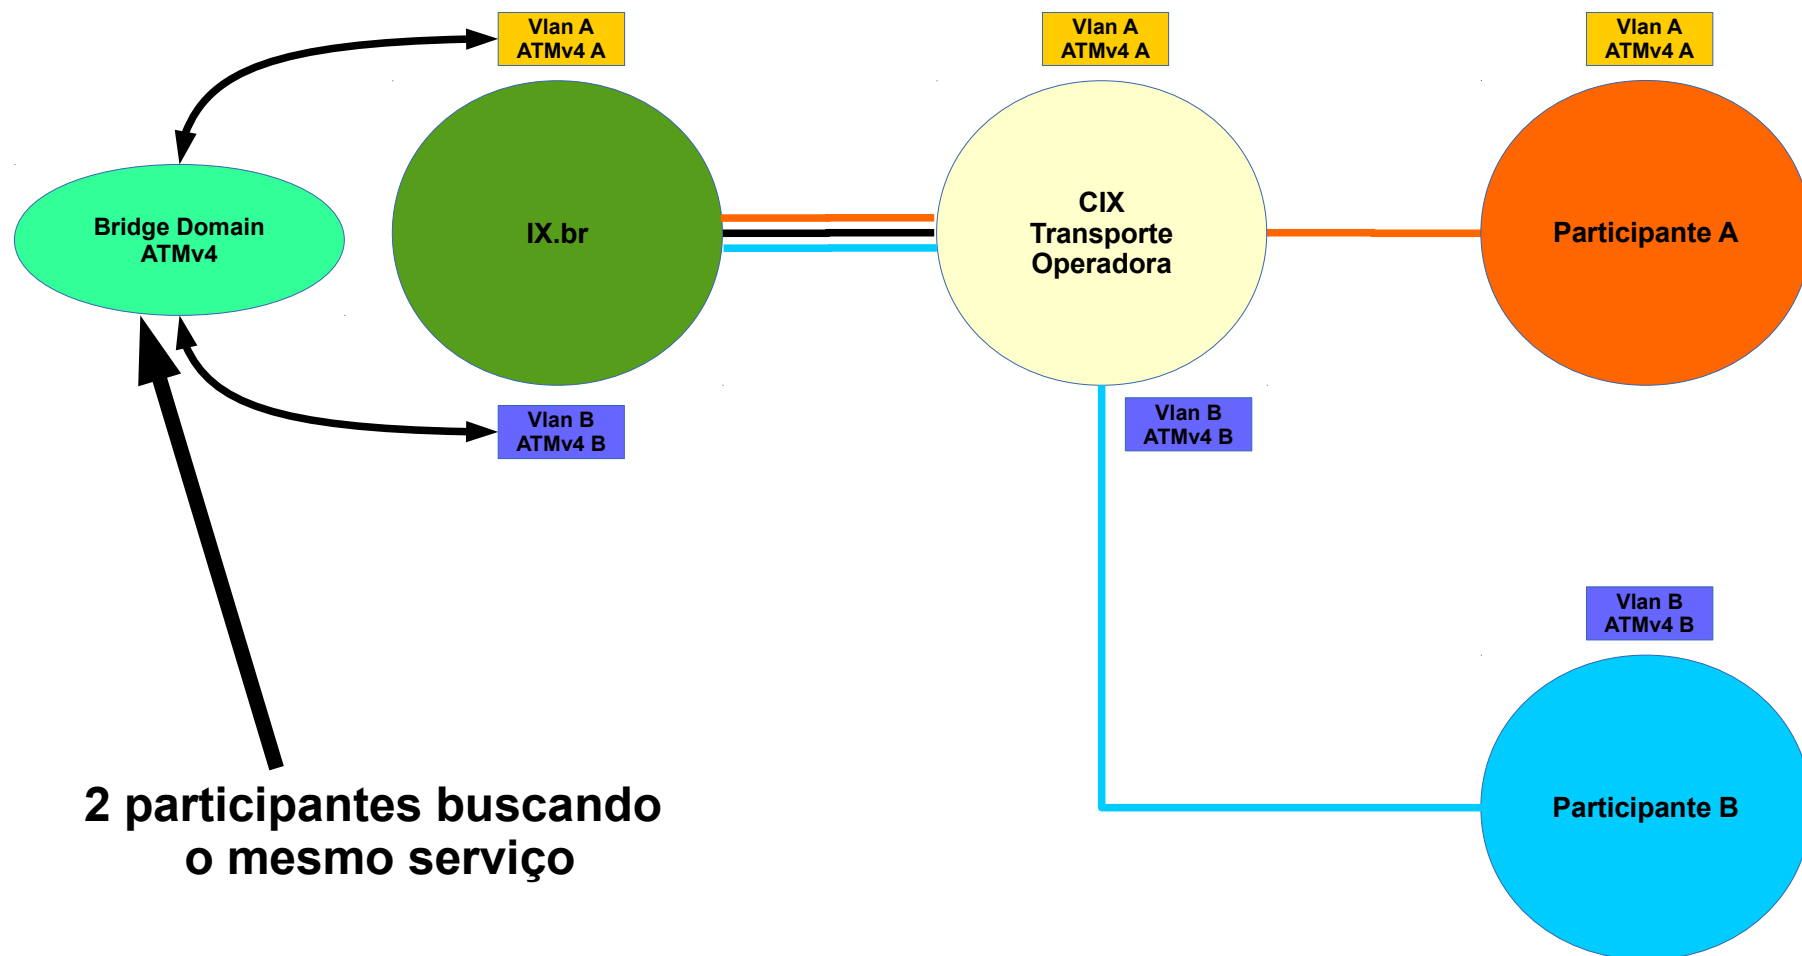 Vlan A
ATMv4 A
Vlan A
ATMv4 A
Vlan A
ATMv4 A
Bridge Domain
ATMv4
IX.br
CIX
Transporte
Operadora
Participante A
Vlan B
ATMv4 B
Vlan B
ATMv4 B
Vlan B
ATMv4 B
Participante B
2 participantes buscando
o mesmo serviço